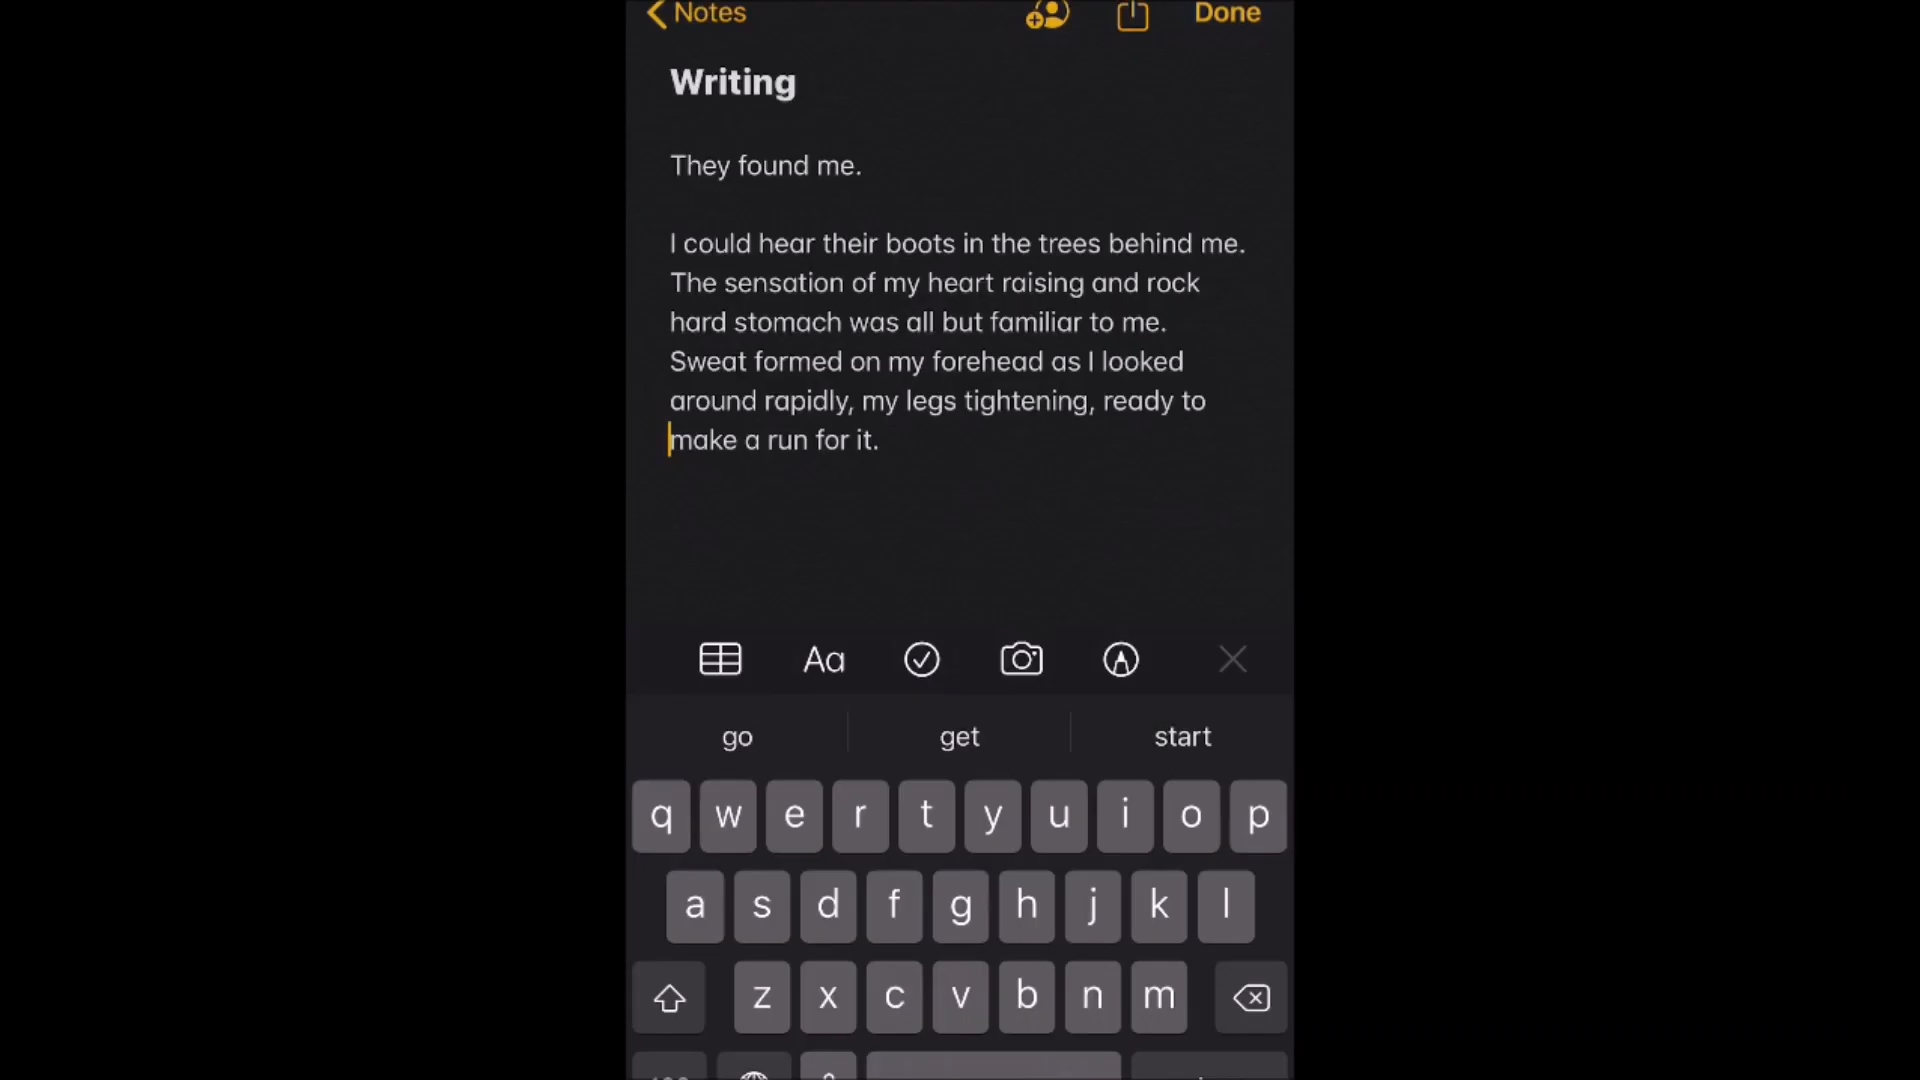 Notes Done
Writing
They found me.
I could hear their boots in the trees behind me.
The sensation of my heart raising and rock
hard stomach was all but familiar to me.
Sweat formed on my forehead as I looked
around rapidly, my legs tightening, ready to
make a run for it.
Aa
go get start
q w e r t y u i o p
a s d f g h j k l
z x c v b n m